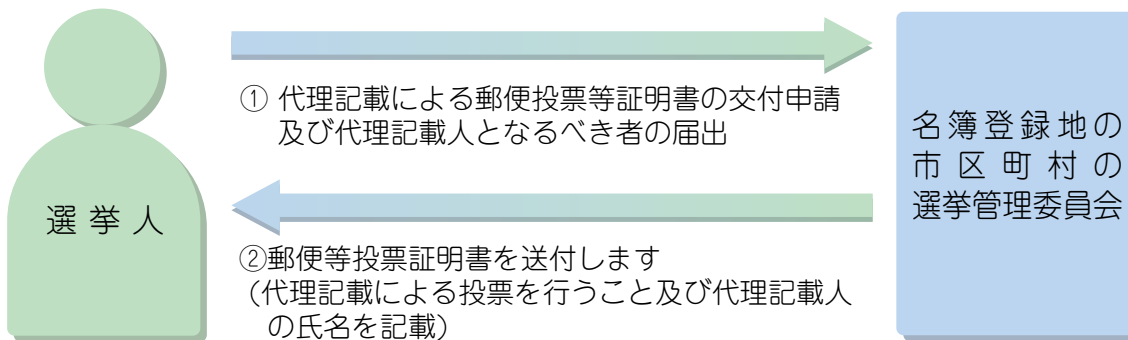 ① 代理記載による郵便投票等証明書の交付申請
及び代理記載人となるべき者の届出
選挙人
名簿登録地の
市区町村の
選挙管理委員会
②郵便等投票証明書を送付します
（代理記載による投票を行うこと及び代理記載人
の氏名を記載）